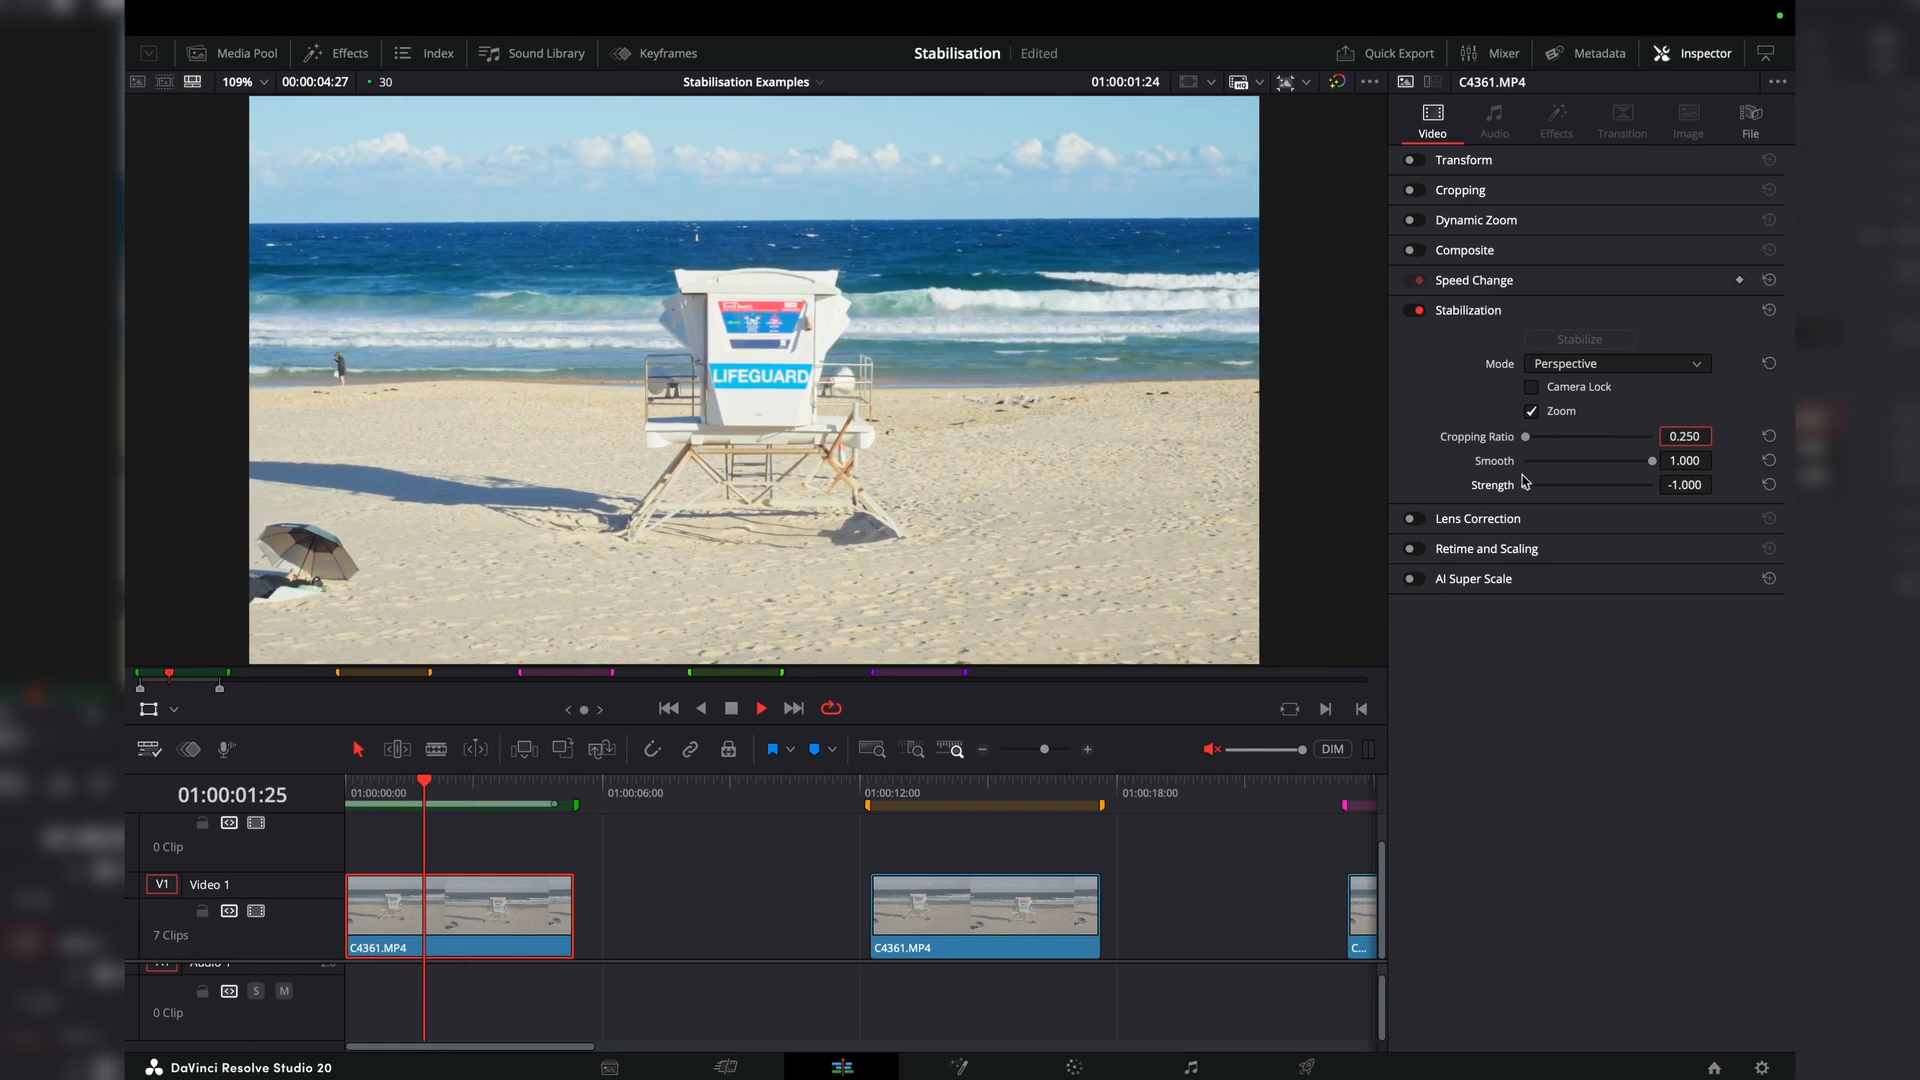 Media Pool Effects Index Sound Library Keyframes Stabilisation Edited Quick Export Mixer Metadata Inspector
109% 00:00:04:27 30 Stabilisation Examples 01:00:01:24 C4361.MP4
Video Audio Effects Transition Image File
Transform
Cropping
Dynamic Zoom
Composite
Speed Change
Stabilization
Stabilize
Mode Perspective
Camera Lock
Zoom
Cropping Ratio 0.250
Smooth 1.000
Strength -1.000
Lens Correction
Retime and Scaling
AI Super Scale
LIFEGUARD
DIM
01:00:01:25
01:00:00:00 01:00:06:00 01:00:12:00 01:00:18:00
0 Clip
V1 Video 1
7 Clips
C4361.MP4 C4361.MP4 C...
A1 Audio 1 2.0
S M
0 Clip
DaVinci Resolve Studio 20